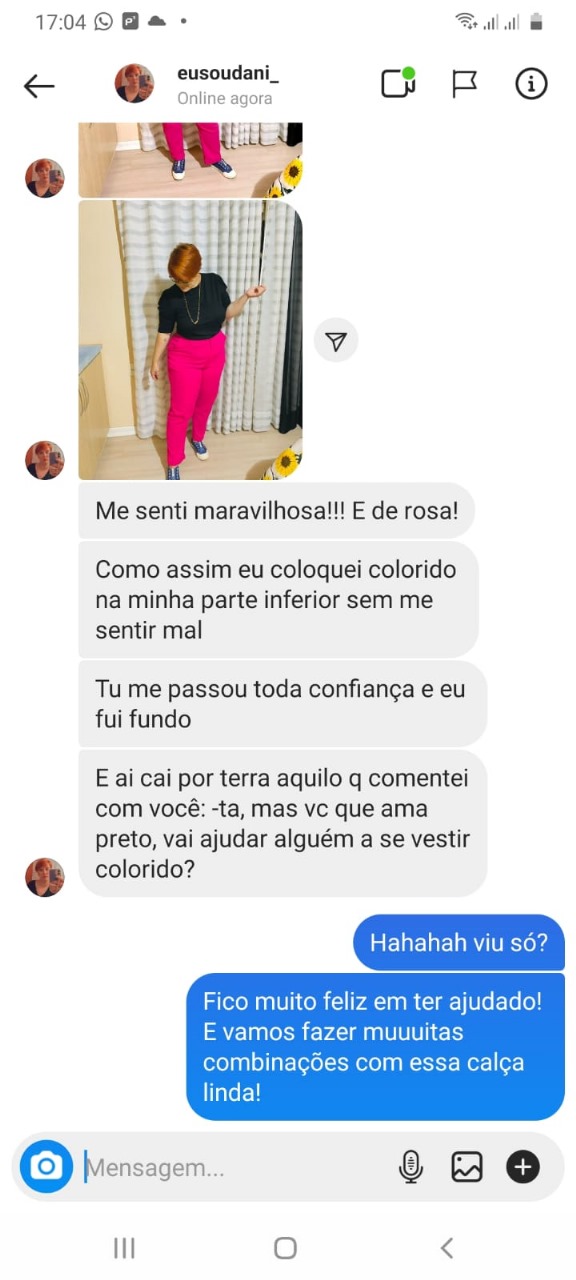 17:04
eusoudani_
Online agora
Me senti maravilhosa!!! E de rosa!
Como assim eu coloquei colorido
na minha parte inferior sem me
sentir mal
Tu me passou toda confiança e eu
fui fundo
E ai cai por terra aquilo q comentei
com você: -ta, mas vc que ama
preto, vai ajudar alguém a se vestir
colorido?
Hahahah viu só?
Fico muito feliz em ter ajudado!
E vamos fazer muuuitas
combinações com essa calça
linda!
Mensagem...